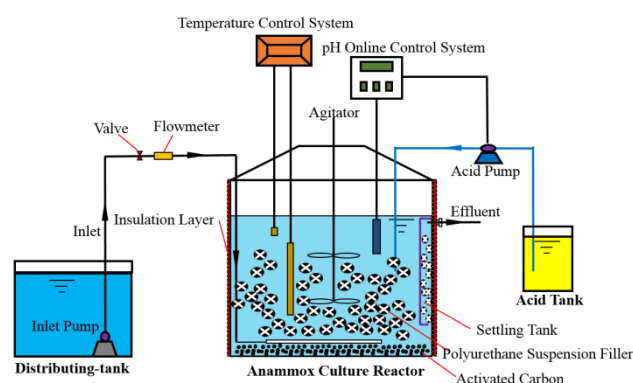 Temperature Control System
pH Online Control System
Agitator
Valve
Flowmeter
Acid Pump
Insulation Layer
Effluent
Inlet
Inlet Pump
Acid Tank
Settling Tank
Polyurethane Suspension Filler
Distributing-tank
Anammox Culture Reactor
Activated Carbon